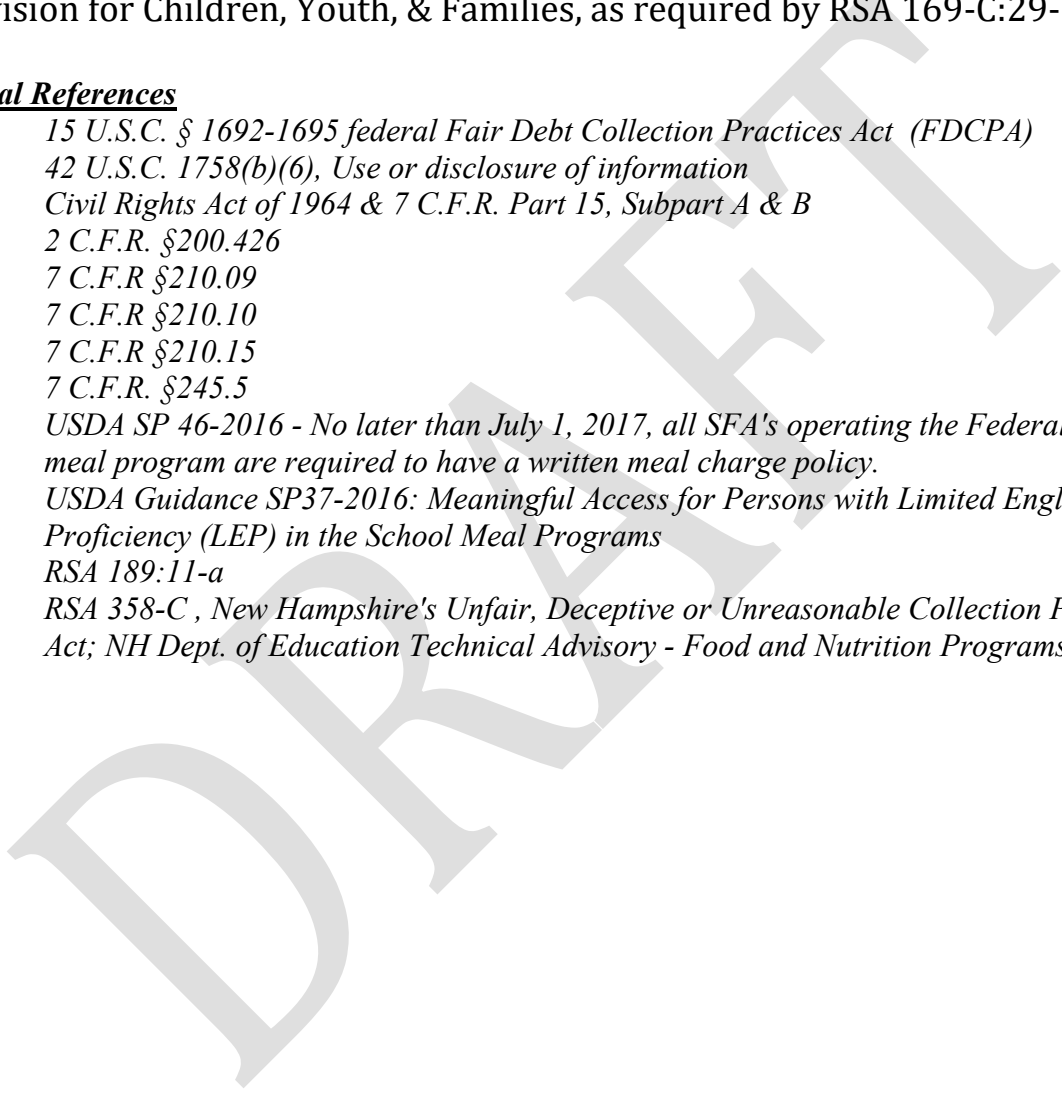 vision for Children, Youth, & Families, as required by RSA 169-C:29-
al References
15 U.S.C. § 1692-1695 federal Fair Debt Collection Practices Act (FDCPA)
42 U.S.C. 1758(b)(6), Use or disclosure of information
Civil Rights Act of 1964 & 7 C.F.R. Part 15, Subpart A & B
2 C.F.R. §200.426
7 C.F.R §210.09
7 C.F.R §210.10
7 C.F.R §210.15
7 C.F.R. §245.5
USDA SP 46-2016 - No later than July 1, 2017, all SFA's operating the Federal
meal program are required to have a written meal charge policy.
USDA Guidance SP37-2016: Meaningful Access for Persons with Limited Engl
Proficiency (LEP) in the School Meal Programs
RSA 189:11-a
RSA 358-C , New Hampshire's Unfair, Deceptive or Unreasonable Collection
Act; NH Dept. of Education Technical Advisory - Food and Nutrition Programs
DRAFT